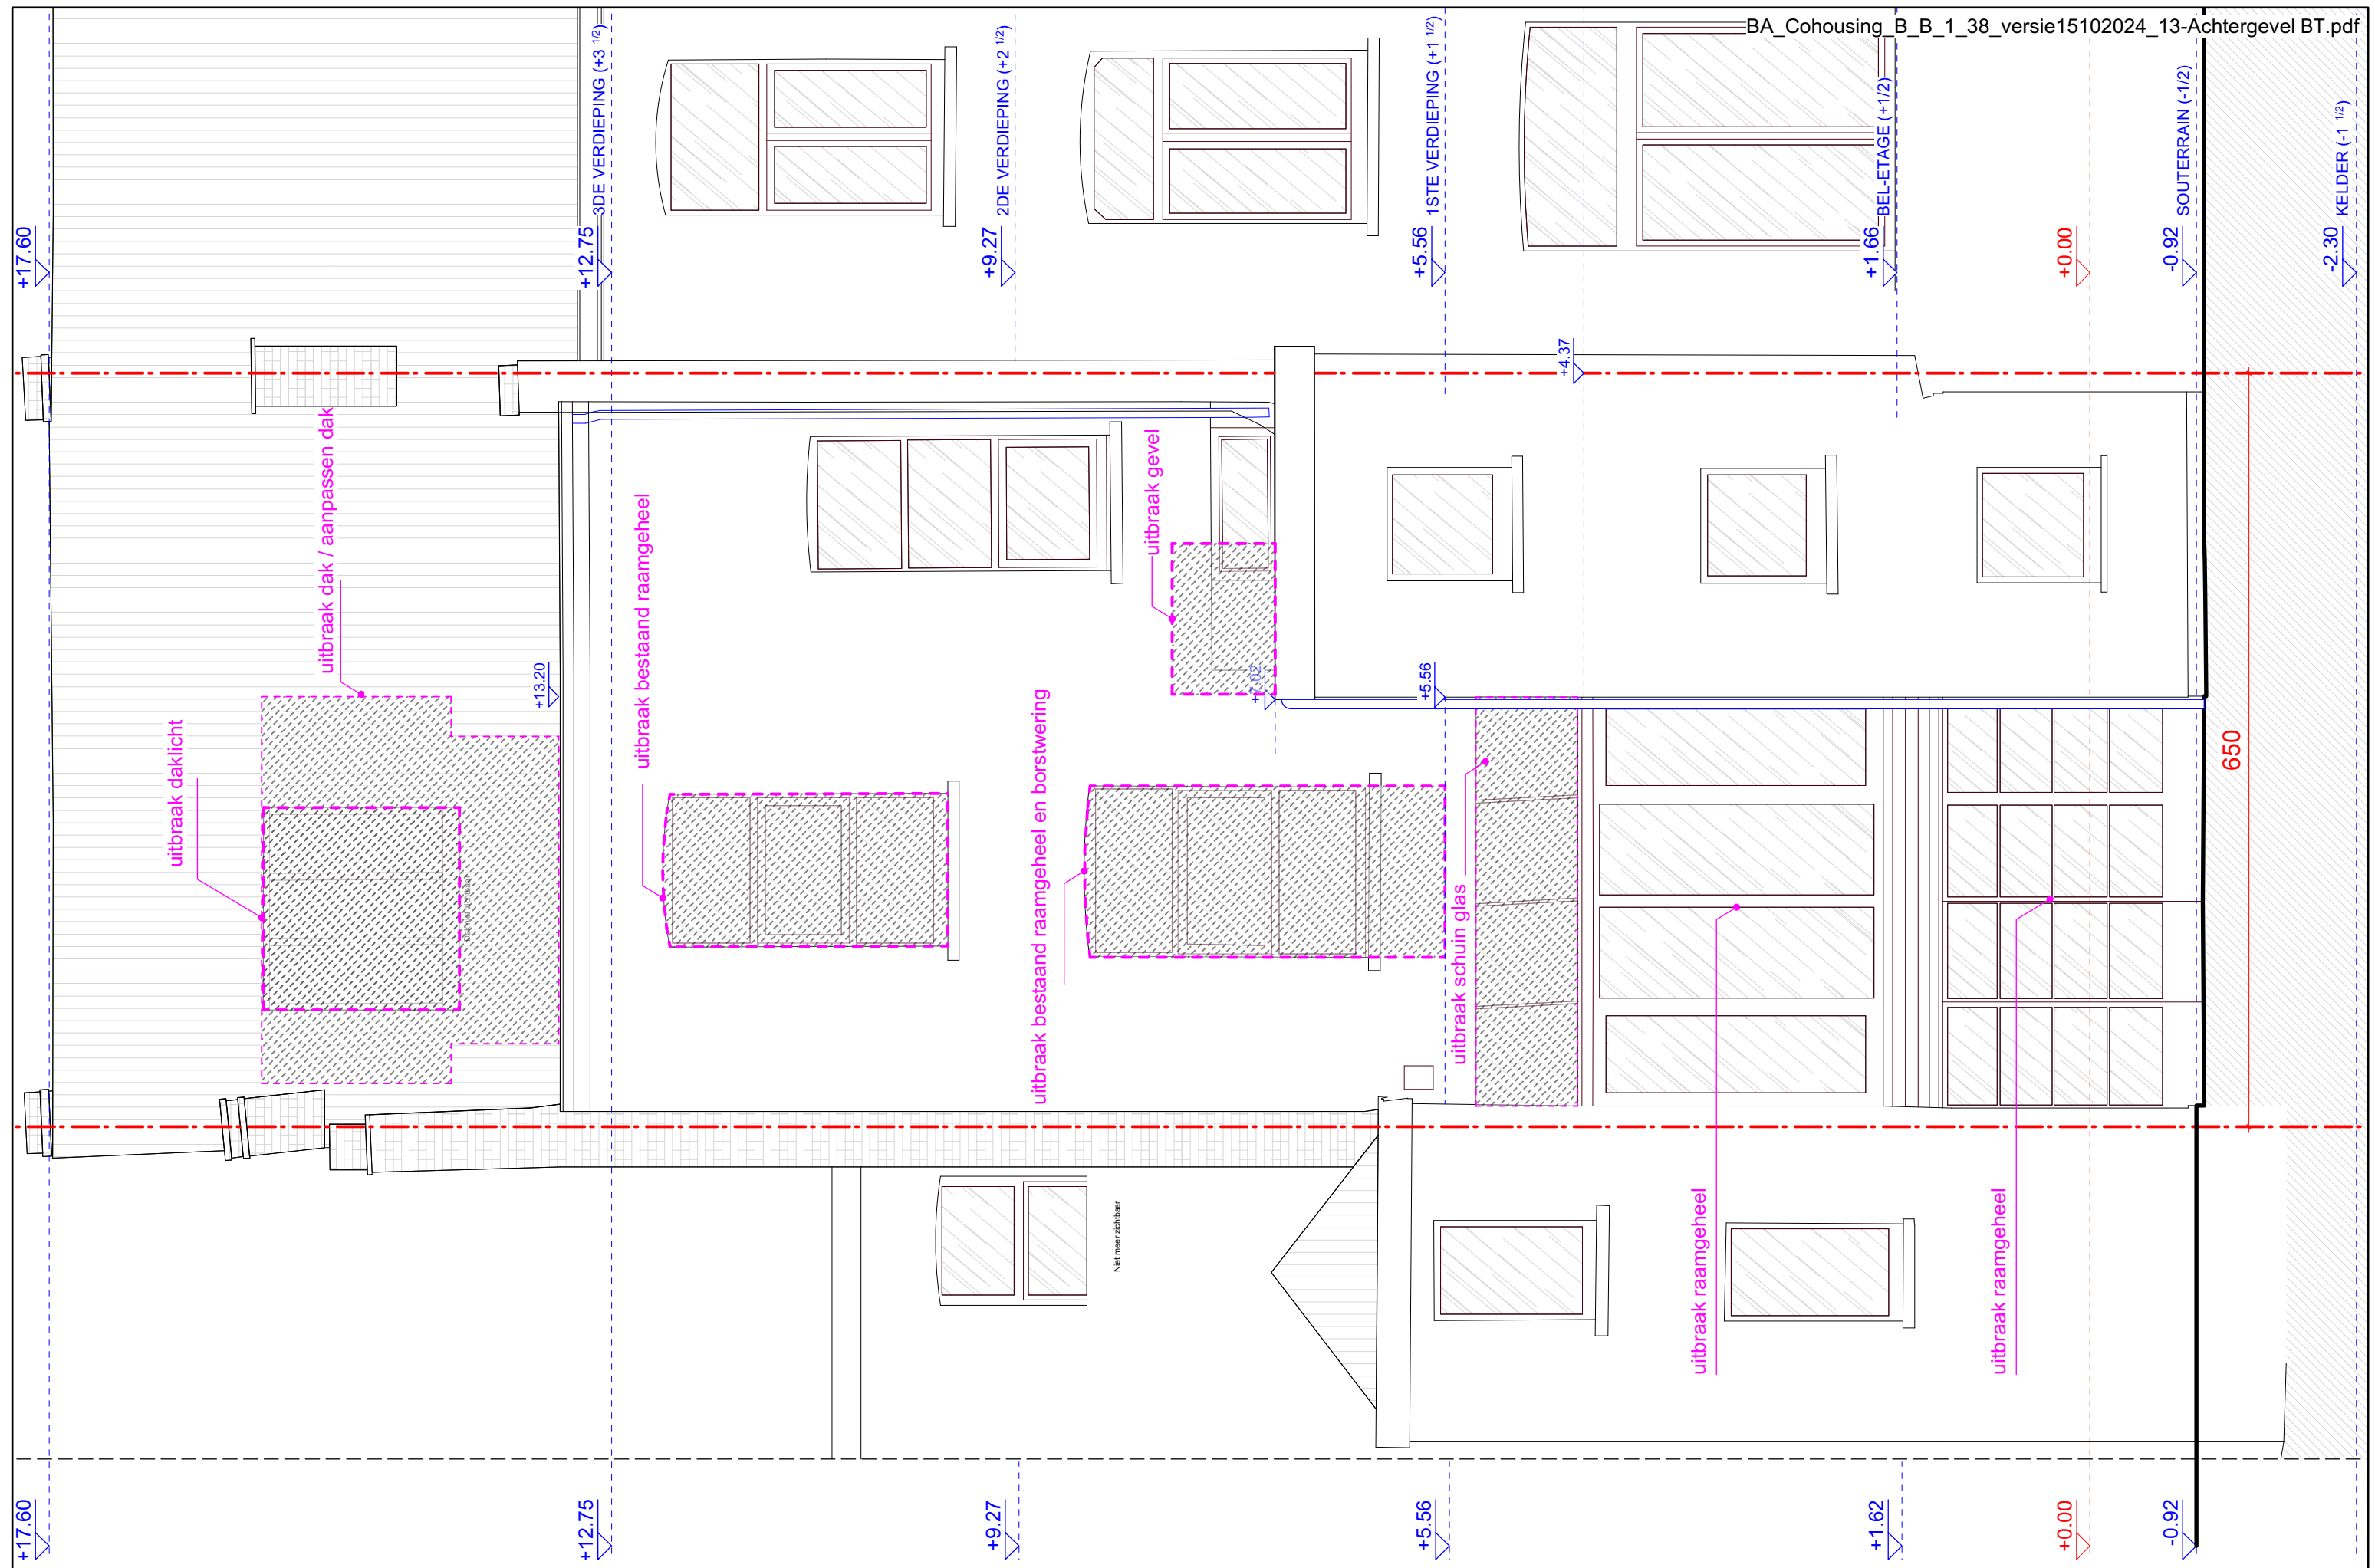 BA_Cohousing_B_B_1_38_versie15102024_13-Achtergevel BT.pdf
+17.60
+12.75
3DE VERDIEPING (+3 1/2)
+9.27
2DE VERDIEPING (+2 1/2)
+5.56
1STE VERDIEPING (+1 1/2)
+4.37
+1.66
BEL-ETAGE (+1/2)
+0.00
-0.92
SOUTERRAIN (-1/2)
-2.30
KELDER (-1 1/2)
uitbraak daklicht
uitbraak dak / aanpassen dak
+13.20
uitbraak bestaand raamgeheel
uitbraak bestaand raamgeheel en borstwering
uitbraak gevel
+5.56
uitbraak schuin glas
uitbraak raamgeheel
uitbraak raamgeheel
650
Niet meer zichtbaar
+17.60
+12.75
+9.27
+5.56
+1.62
+0.00
-0.92